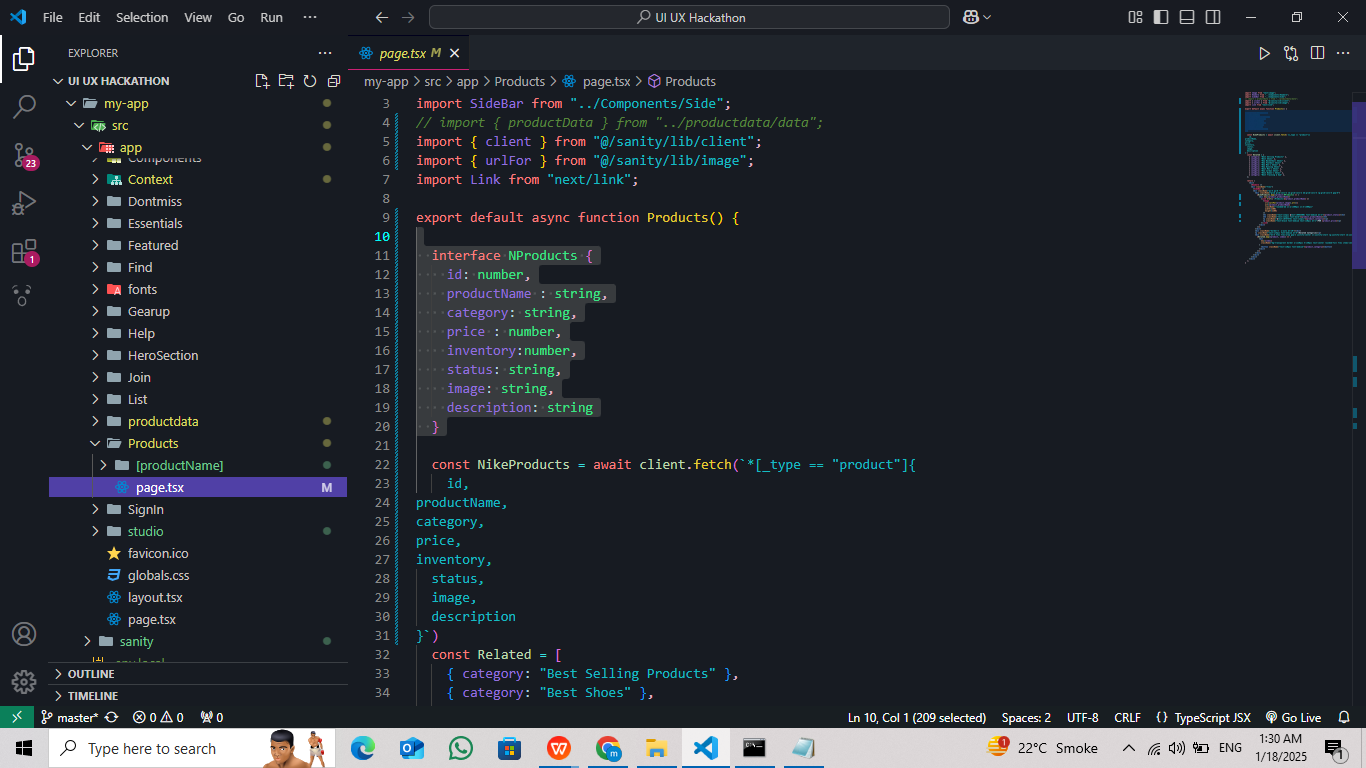 File Edit Selection View Go Run ···
UI UX Hackathon
EXPLORER ···
UI UX HACKATHON
my-app
src
app
Components
Context
Dontmiss
Essentials
Featured
Find
fonts
Gearup
Help
HeroSection
Join
List
productdata
Products
[productName]
page.tsx M
SignIn
studio
favicon.ico
globals.css
layout.tsx
page.tsx
sanity
.env.local
OUTLINE
TIMELINE
23
1
page.tsx M
my-app > src > app > Products > page.tsx > Products
3 import SideBar from "../Components/Side";
4 // import { productData } from "../productdata/data";
5 import { client } from "@/sanity/lib/client";
6 import { urlFor } from "@/sanity/lib/image";
7 import Link from "next/link";
8
9 export default async function Products() {
10
11 interface NProducts {
12 id: number,
13 productName : string,
14 category: string,
15 price : number,
16 inventory:number,
17 status: string,
18 image: string,
19 description: string
20 }
21
22 const NikeProducts = await client.fetch(`*[_type == "product"]{
23 id,
24 productName,
25 category,
26 price,
27 inventory,
28 status,
29 image,
30 description
31 }`)
32 const Related = [
33 { category: "Best Selling Products" },
34 { category: "Best Shoes" },
master* 0 0 0
Ln 10, Col 1 (209 selected) Spaces: 2 UTF-8 CRLF {} TypeScript JSX Go Live
Type here to search
1 22°C Smoke ENG
1:30 AM
1/18/2025
1